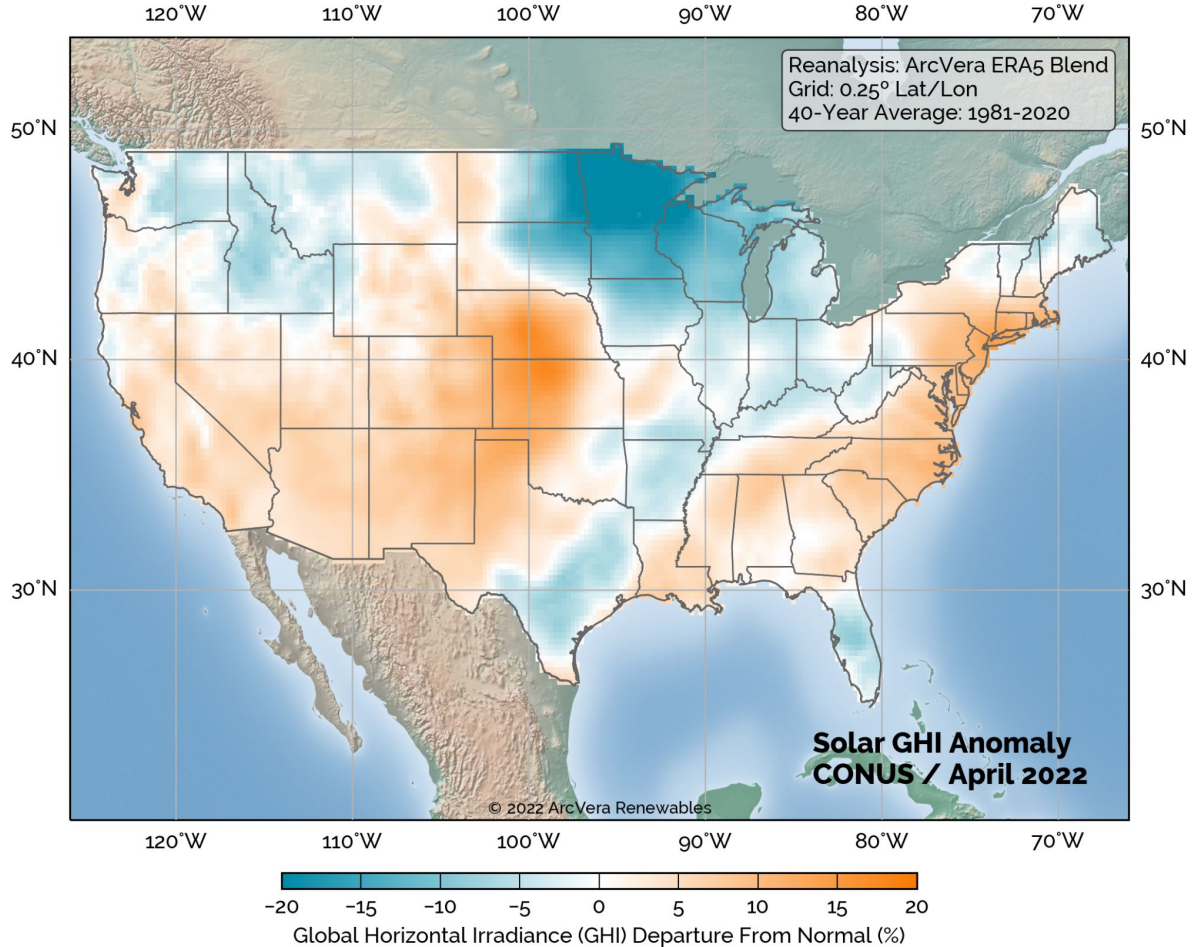 120˚W 110˚W 100˚W 90˚W 80˚W 70˚W
Reanalysis: ArcVera ERA5 Blend
Grid: 0.25º Lat/Lon
40-Year Average: 1981-2020
50˚N 50˚N
40˚N 40˚N
30˚N 30˚N
Solar GHI Anomaly
CONUS / April 2022
© 2022 ArcVera Renewables
120˚W 110˚W 100˚W 90˚W 80˚W 70˚W
−20 −15 −10 −5 0 5 10 15 20
Global Horizontal Irradiance (GHI) Departure From Normal (%)